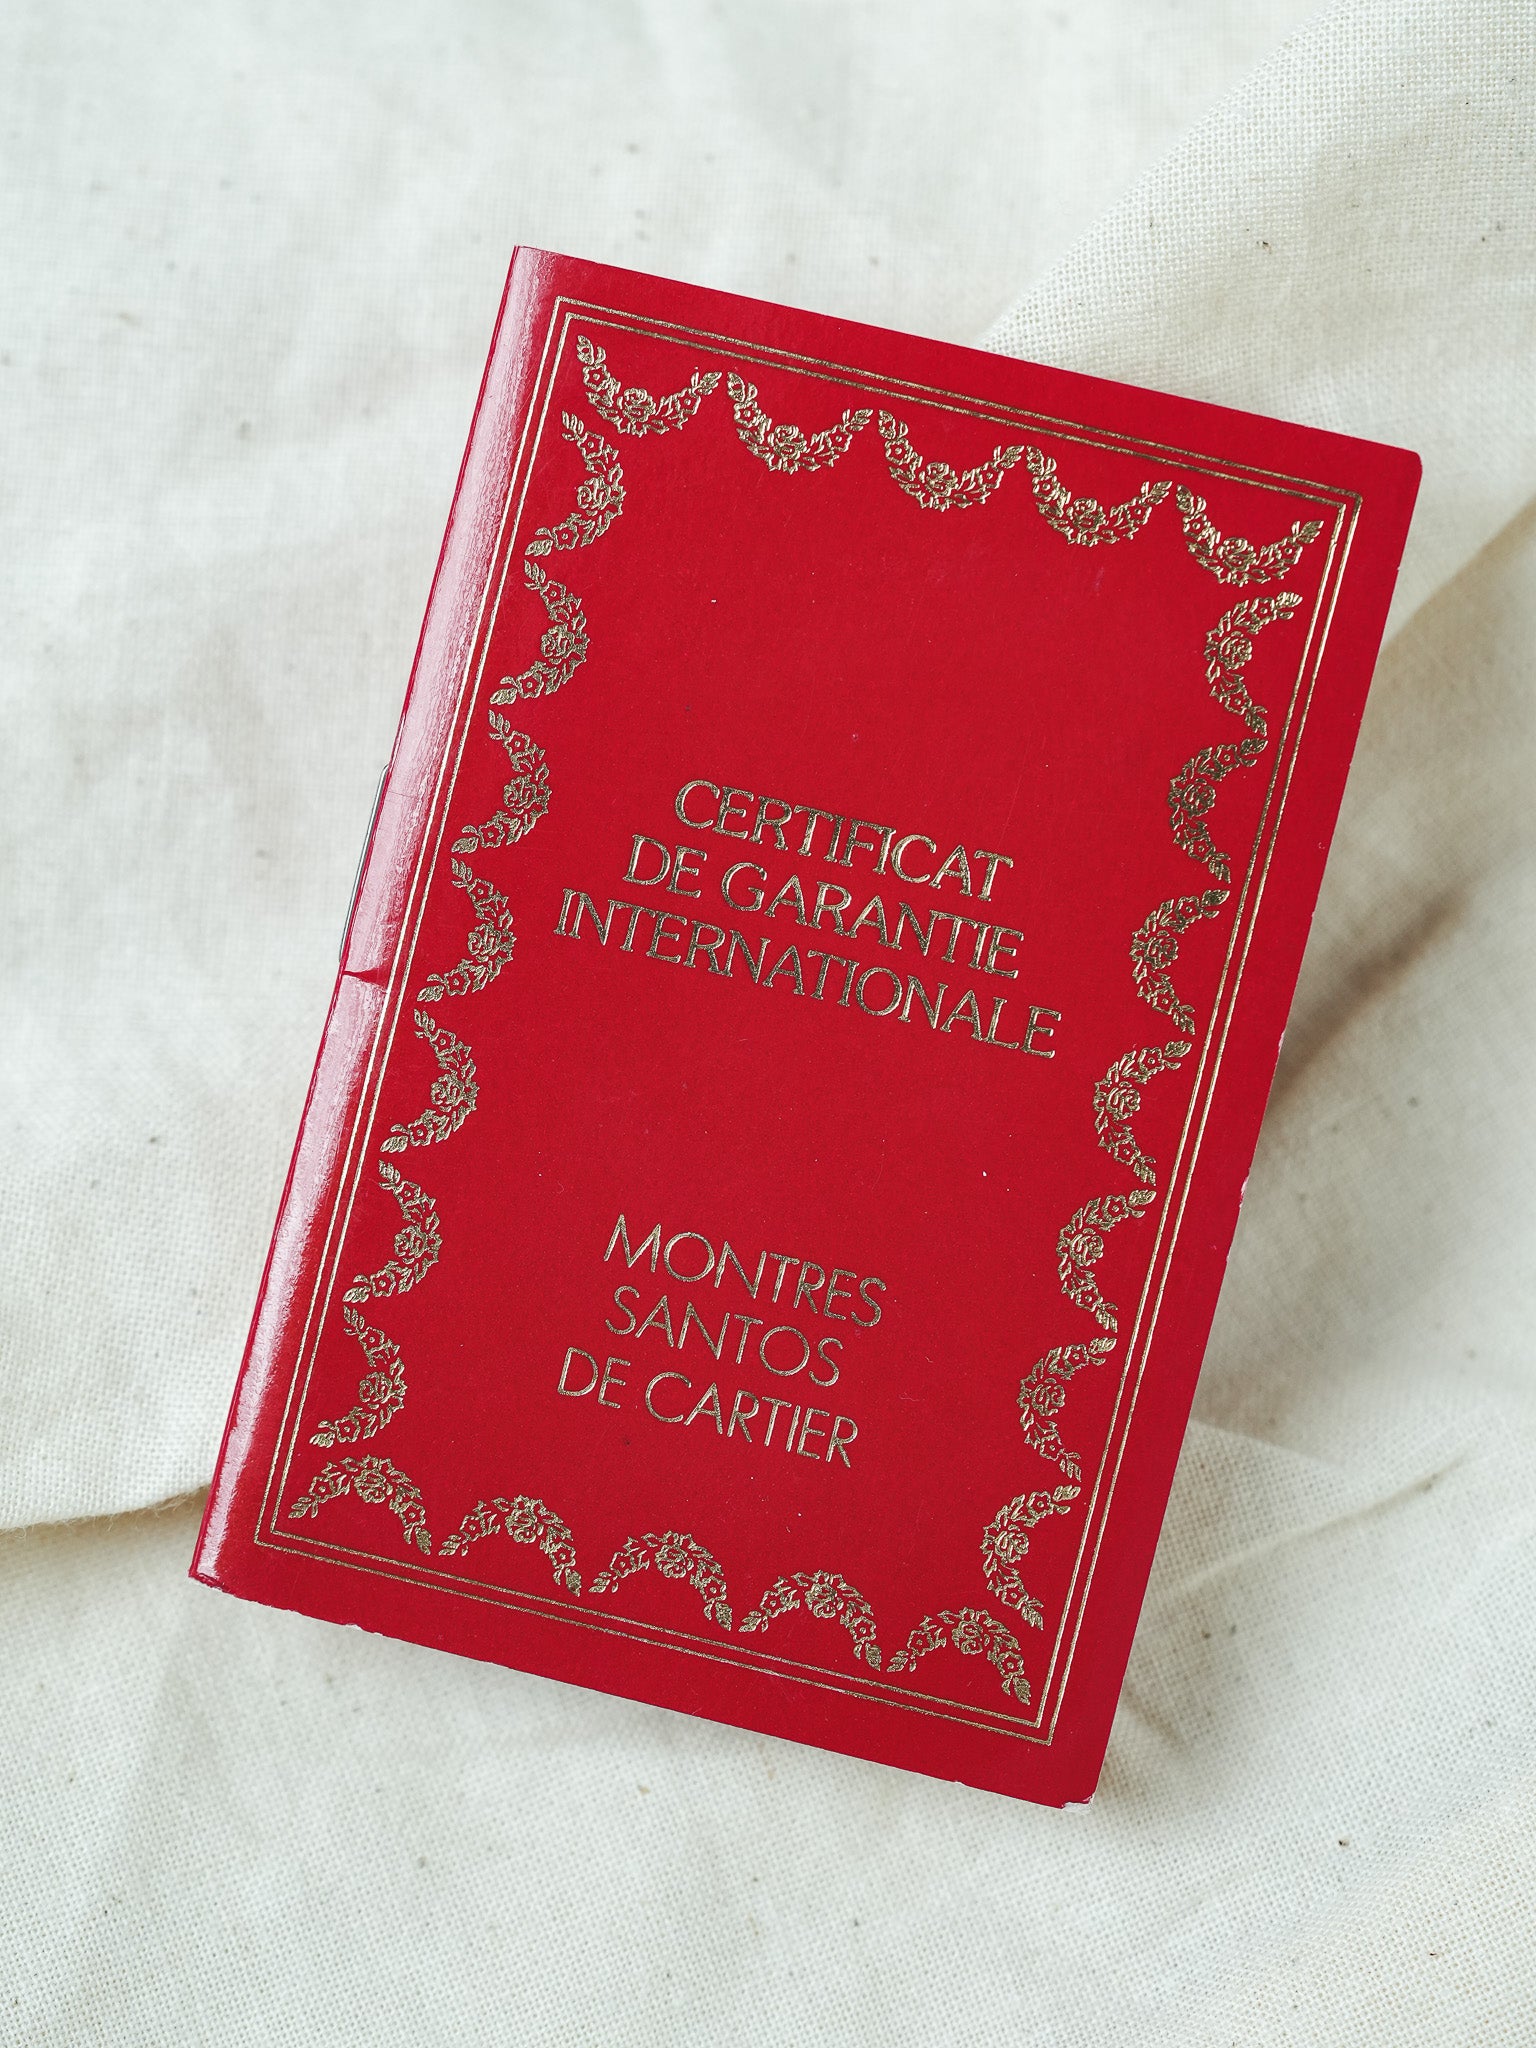 CERTIFICAT
DE GARANTIE
INTERNATIONALE
MONTRES
SANTOS
DE CARTIER